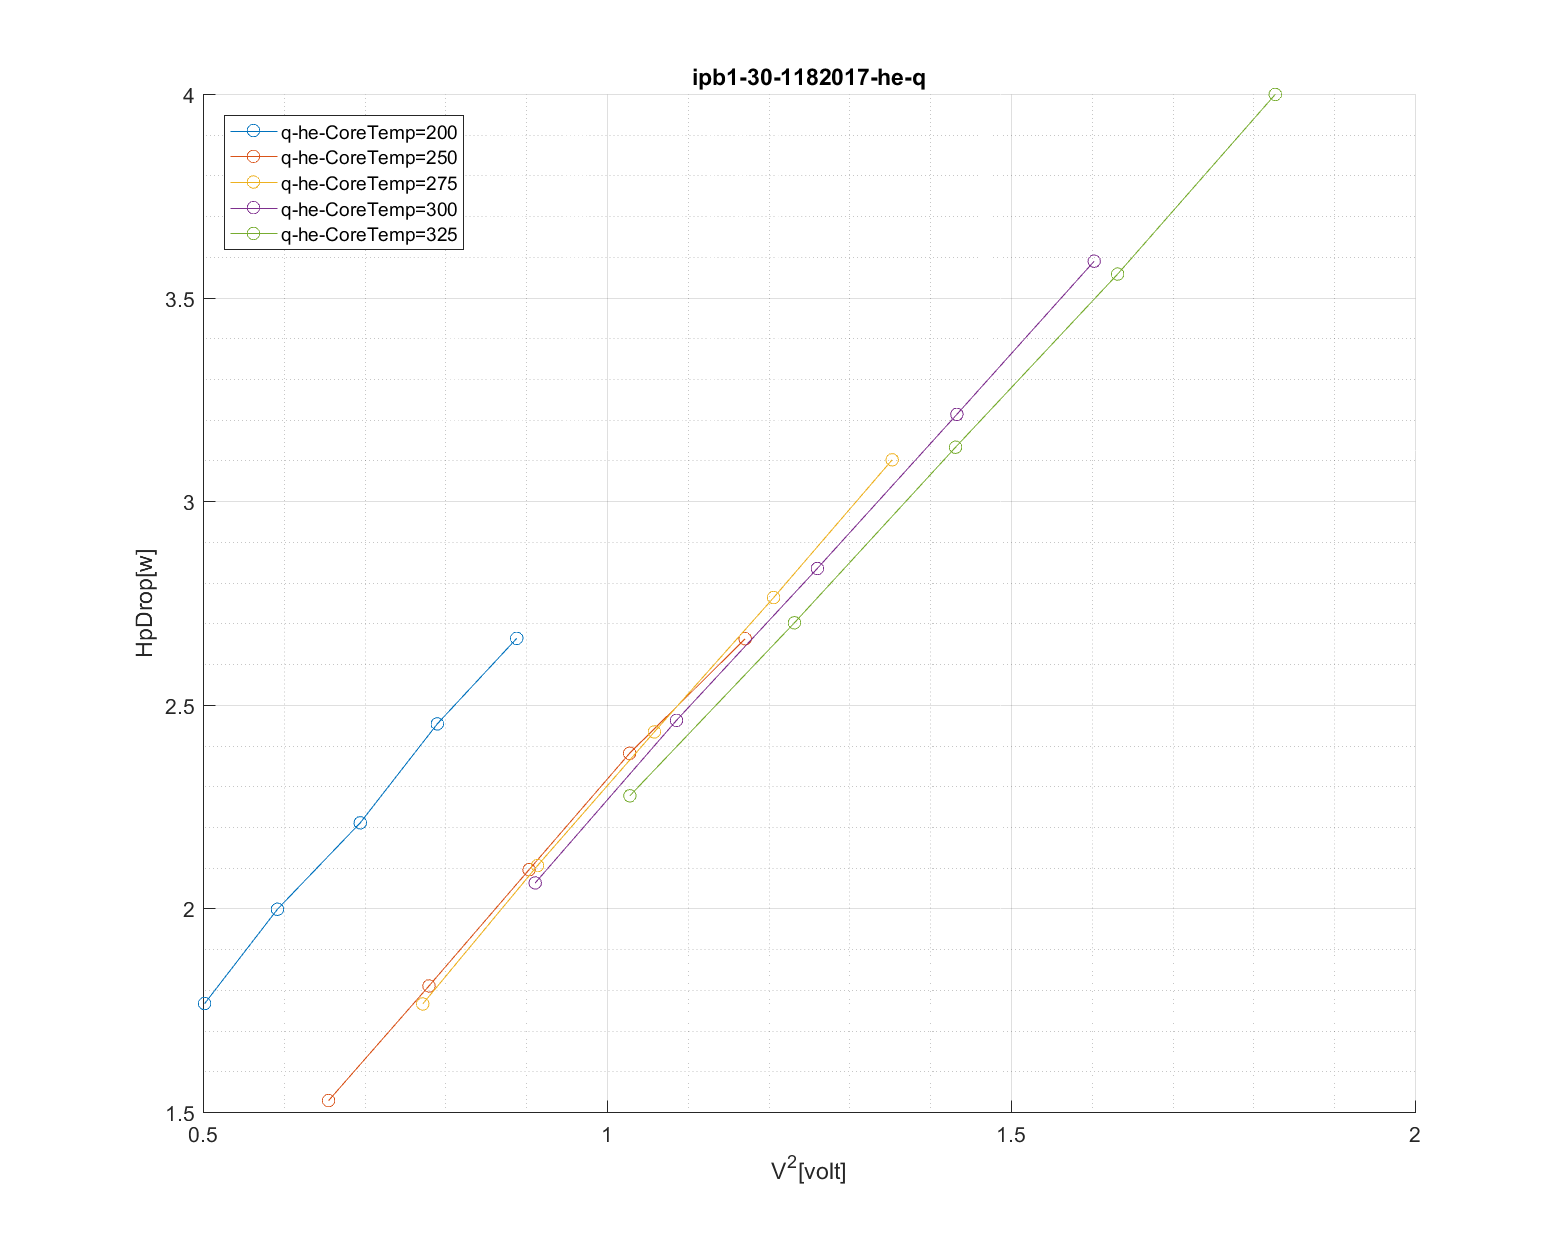 ipb1-30-1182017-he-q
4
q-he-CoreTemp=200
q-he-CoreTemp=250
q-he-CoreTemp=275
q-he-CoreTemp=300
q-he-CoreTemp=325
3.5
3
HpDrop[w]
2.5
2
1.5
0.5
1
1.5
2
V²[volt]